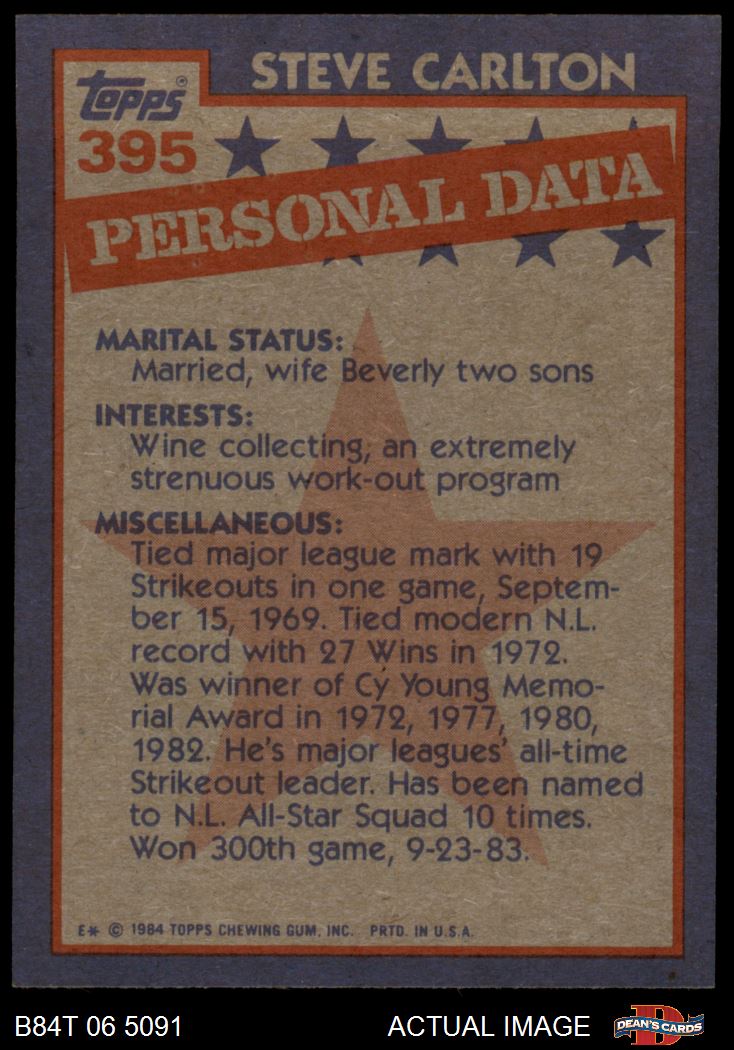 STEVE CARLTON
Topps
395
PERSONAL DATA
MARITAL STATUS:
Married, wife Beverly two sons
INTERESTS:
Wine collecting, an extremely
strenuous work-out program
MISCELLANEOUS:
Tied major league mark with 19
Strikeouts in one game, Septem-
ber 15, 1969. Tied modern N.L.
record with 27 Wins in 1972.
Was winner of Cy Young Memo-
rial Award in 1972, 1977, 1980,
1982. He's major leagues' all-time
Strikeout leader. Has been named
to N.L. All-Star Squad 10 times.
Won 300th game, 9-23-83.
E* © 1984 TOPPS CHEWING GUM, INC. PRTD. IN U.S.A.
B84T 06 5091 ACTUAL IMAGE DEAN'S CARDS